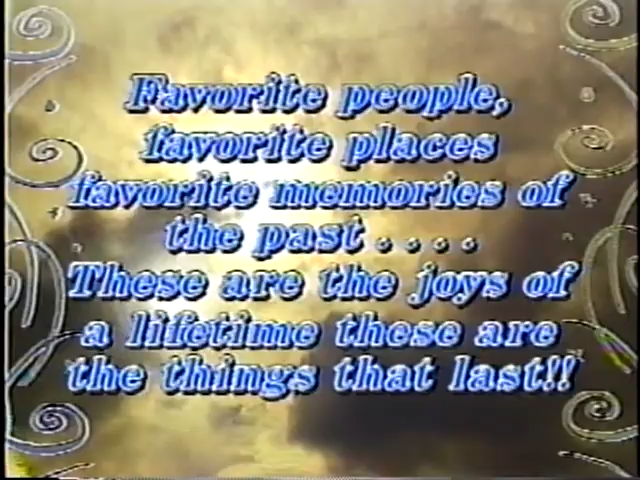 Favorite people,
favorite places
favorite memories of
the past . . . .
These are the joys of
a lifetime these are
the things that last!!